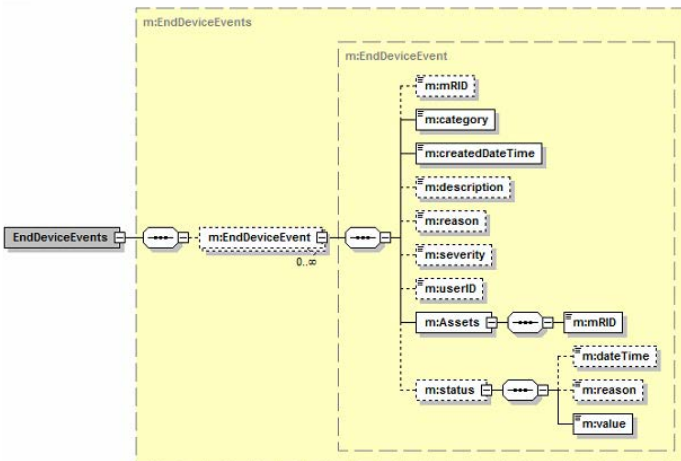 m:EndDeviceEvents
m:EndDeviceEvent
m:mRID
m:category
m:createdDateTime
m:description
m:reason
m:severity
m:userID
EndDeviceEvents
m:EndDeviceEvent
0..∞
m:Assets
m:mRID
m:status
m:dateTime
m:reason
m:value